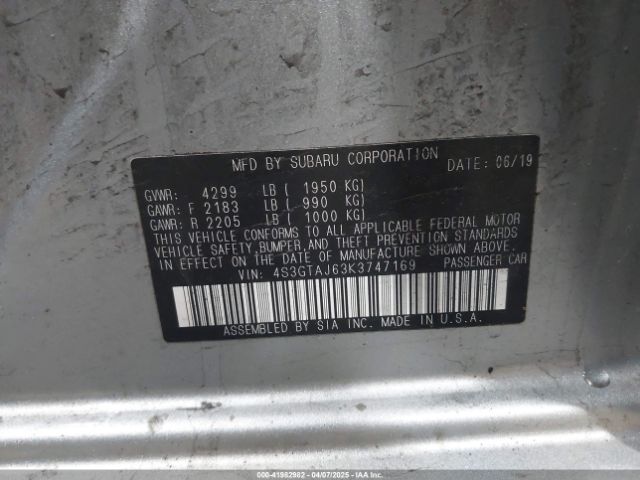 MFD BY SUBARU CORPORATION DATE: 06/19
GVWR: 4299 LB ( 1950 KG)
GAWR: F 2183 LB ( 990 KG)
GAWR: R 2205 LB ( 1000 KG)
THIS VEHICLE CONFORMS TO ALL APPLICABLE FEDERAL MOTOR
VEHICLE SAFETY,BUMPER,AND THEFT PREVENTION STANDARDS
IN EFFECT ON THE DATE OF MANUFACTURE SHOWN ABOVE.
VIN: 4S3GTAJ63K3747169 PASSENGER CAR
ASSEMBLED BY SIA INC. MADE IN U.S.A.
000-41982982 - 04/07/2025 - IAA Inc.